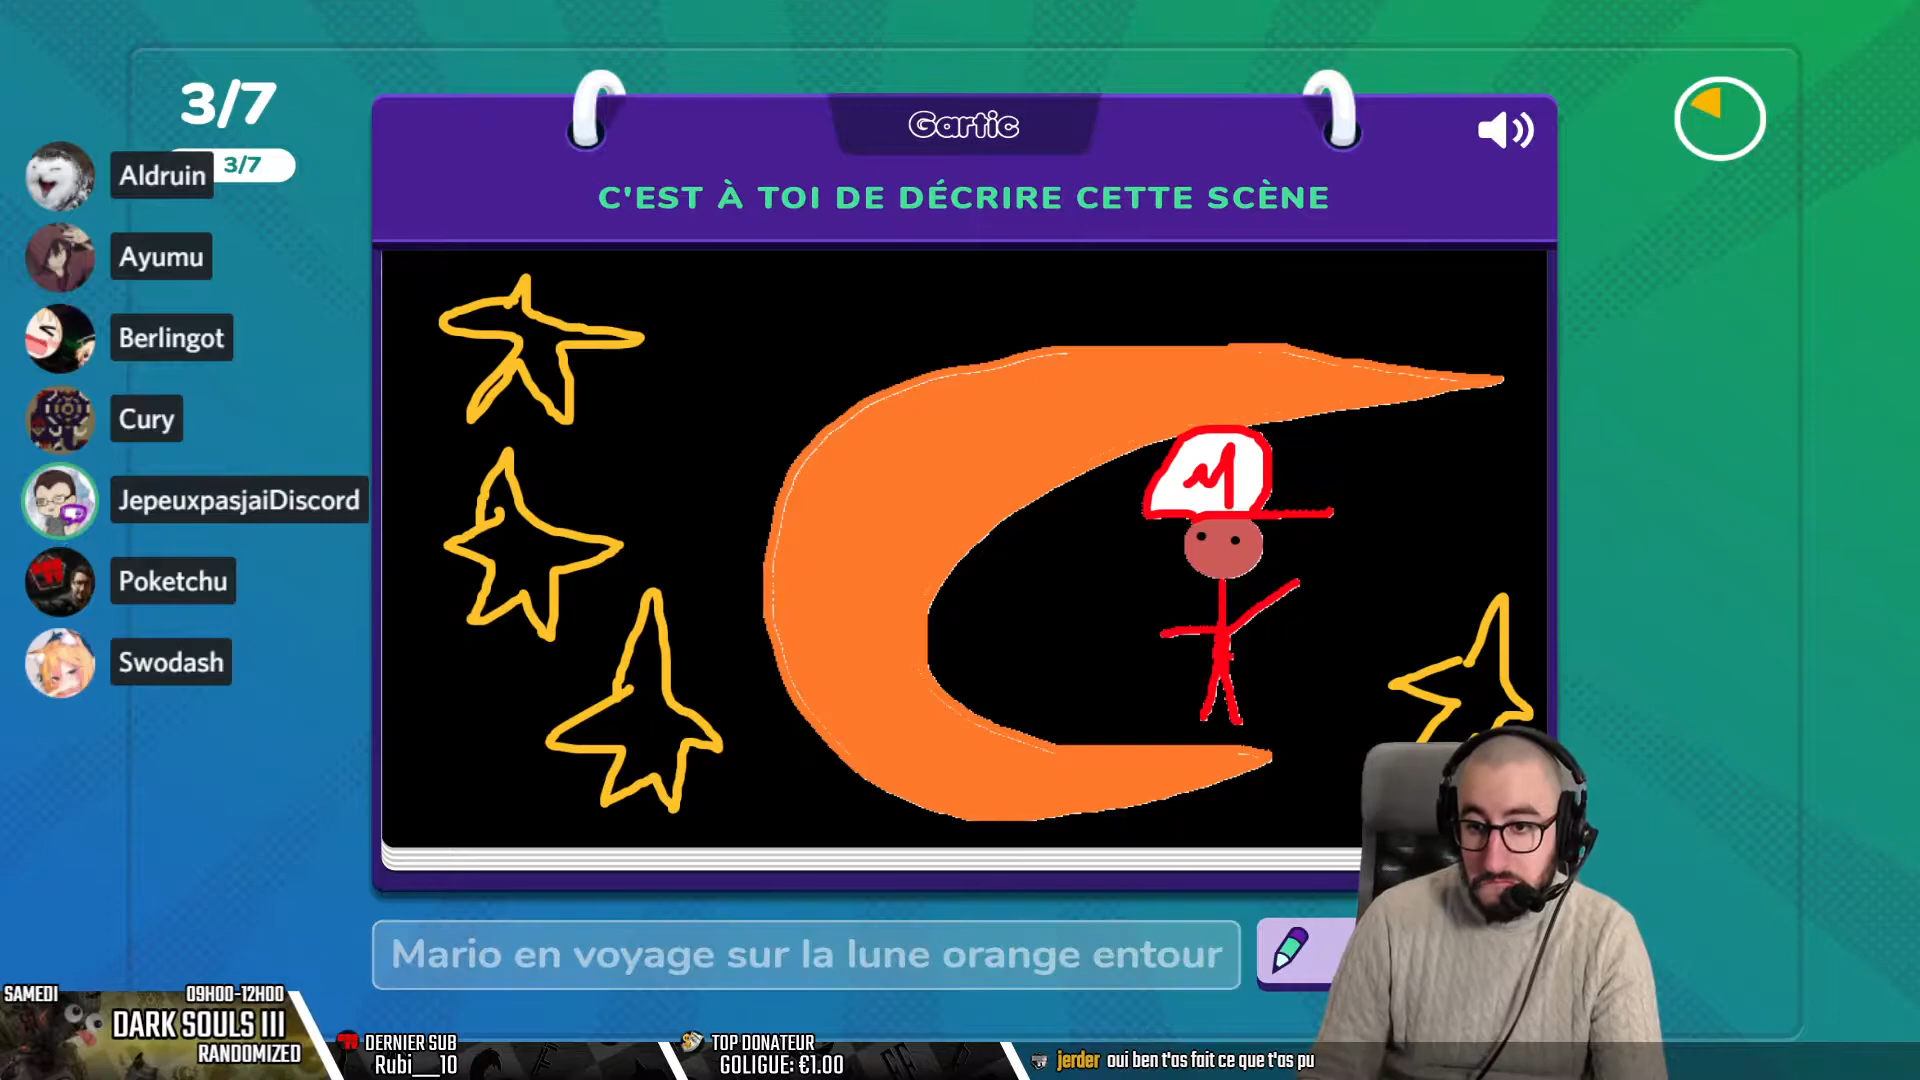 3/7
3/7
Gartic
C'EST À TOI DE DÉCRIRE CETTE SCÈNE
Aldruin
Ayumu
Berlingot
Cury
JepeuxpasjaiDiscord
Poketchu
Swodash
M
Mario en voyage sur la lune orange entour
SAMEDI 09H00-12H00
DARK SOULS III
RANDOMIZED
DERNIER SUB
Rubi__10
TOP DONATEUR
GOLIGUE: €1.00
jerder oui ben t'as fait ce que t'as pu